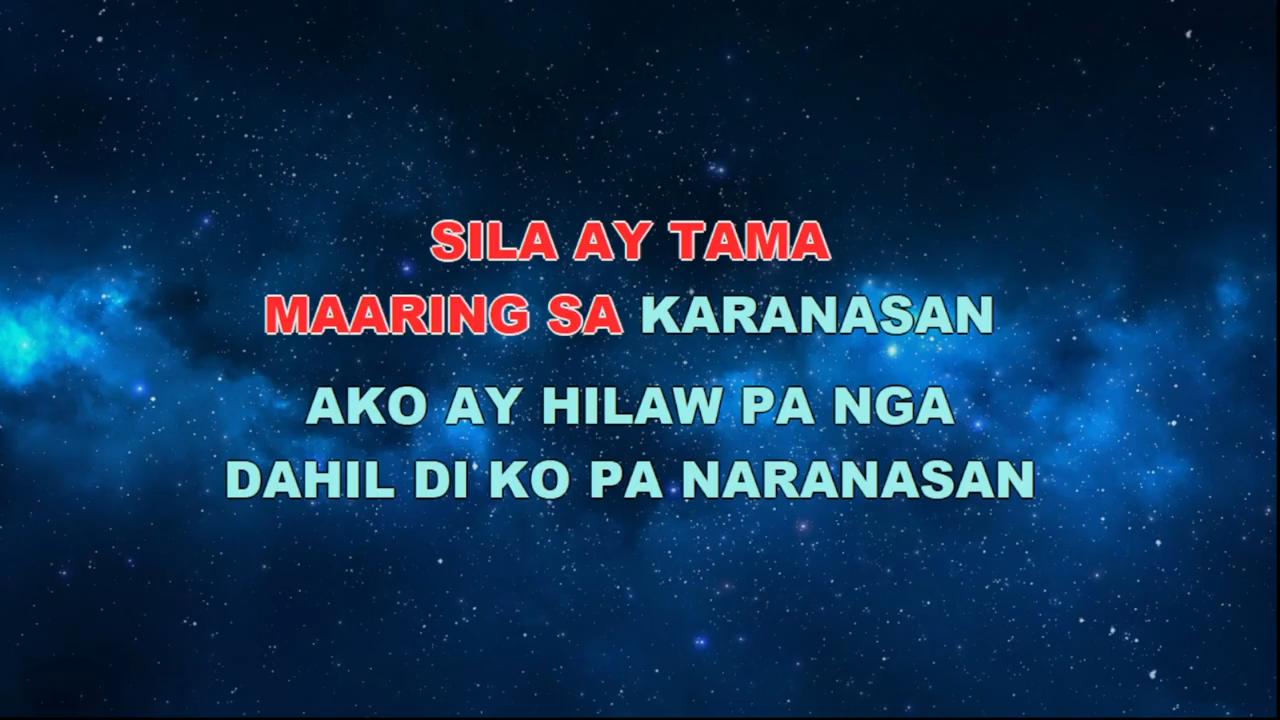 SILA AY TAMA
MAARING SA KARANASAN
AKO AY HILAW PA NGA
DAHIL DI KO PA NARANASAN